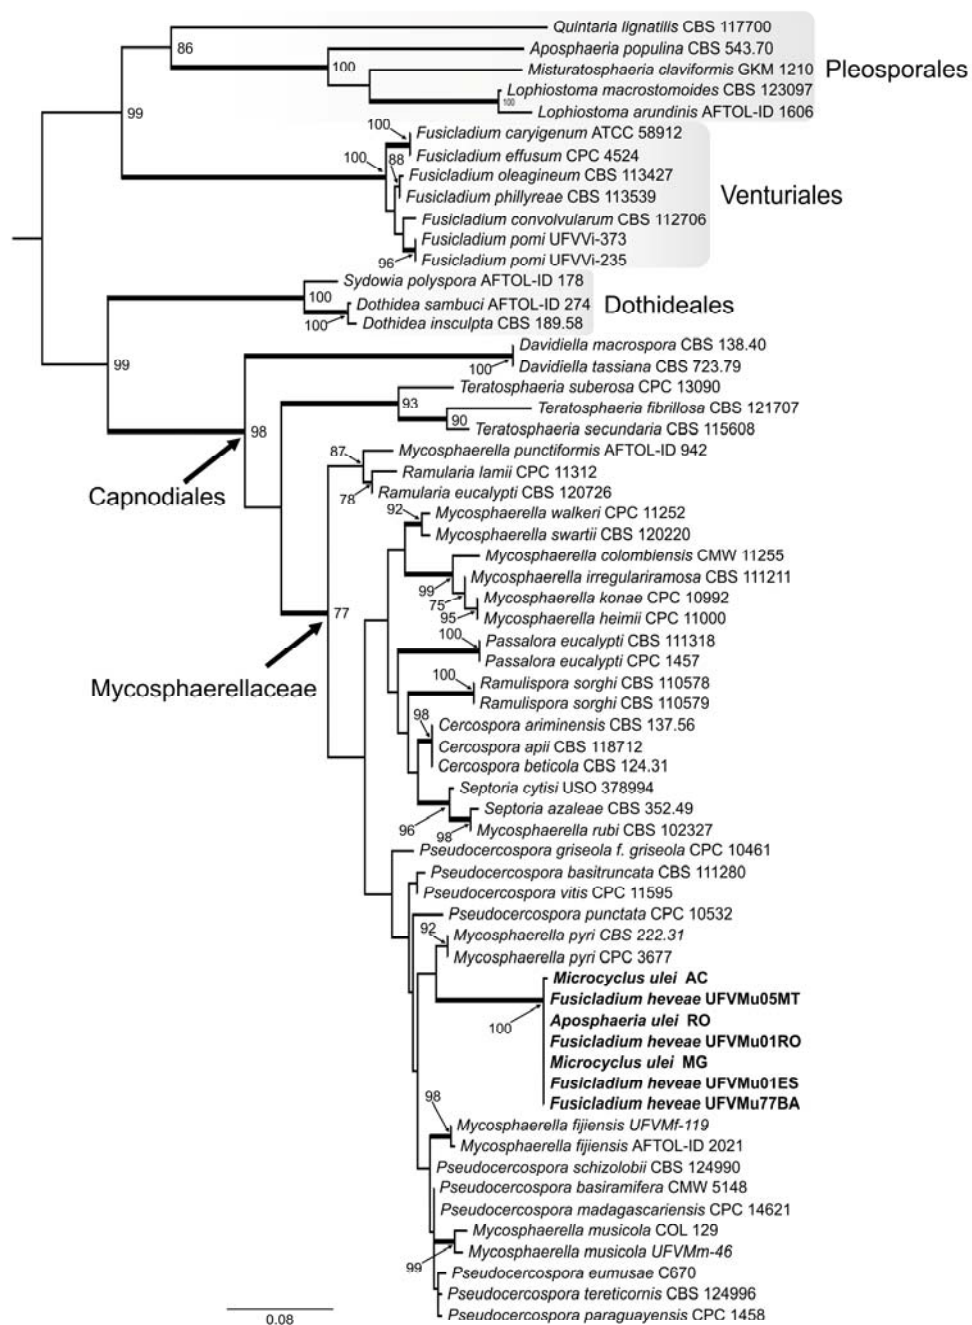 Quintaria lignatilis CBS 117700
86
Aposphaeria populina CBS 543.70
100
Misturatosphaeria claviformis GKM 1210
Pleosporales
Lophiostoma macrostomoides CBS 123097
100
99
Lophiostoma arundinis AFTOL-ID 1606
100
Fusicladium caryigenum ATCC 58912
100
88
Fusicladium effusum CPC 4524
Fusicladium oleagineum CBS 113427
Fusicladium phillyreae CBS 113539
Venturiales
Fusicladium convolvularum CBS 112706
Fusicladium pomi UFVVi-373
96
Fusicladium pomi UFVVi-235
Sydowia polyspora AFTOL-ID 178
100
Dothidea sambuci AFTOL-ID 274
Dothideales
100
Dothidea insculpta CBS 189.58
Davidiella macrospora CBS 138.40
99
100
Davidiella tassiana CBS 723.79
Teratosphaeria suberosa CPC 13090
93
Teratosphaeria fibrillosa CBS 121707
90
98
Teratosphaeria secundaria CBS 115608
87
Mycosphaerella punctiformis AFTOL-ID 942
Ramularia lamii CPC 11312
Capnodiales
78
Ramularia eucalypti CBS 120726
92
Mycosphaerella walkeri CPC 11252
Mycosphaerella swartii CBS 120220
Mycosphaerella colombiensis CMW 11255
99
Mycosphaerella irregulariramosa CBS 111211
75
Mycosphaerella konae CPC 10992
77
95
Mycosphaerella heimii CPC 11000
100
Passalora eucalypti CBS 111318
Passalora eucalypti CPC 1457
100
Ramulispora sorghi CBS 110578
Mycosphaerellaceae
Ramulispora sorghi CBS 110579
98
Cercospora ariminensis CBS 137.56
Cercospora apii CBS 118712
Cercospora beticola CBS 124.31
Septoria cytisi USO 378994
Septoria azaleae CBS 352.49
96
98
Mycosphaerella rubi CBS 102327
Pseudocercospora griseola f. griseola CPC 10461
Pseudocercospora basitruncata CBS 111280
Pseudocercospora vitis CPC 11595
Pseudocercospora punctata CPC 10532
92
Mycosphaerella pyri CBS 222.31
Mycosphaerella pyri CPC 3677
Microcyclus ulei AC
Fusicladium heveae UFVMu05MT
100
Aposphaeria ulei RO
Fusicladium heveae UFVMu01RO
Microcyclus ulei MG
Fusicladium heveae UFVMu01ES
98
Fusicladium heveae UFVMu77BA
Mycosphaerella fijiensis UFVMf-119
Mycosphaerella fijiensis AFTOL-ID 2021
Pseudocercospora schizolobii CBS 124990
Pseudocercospora basiramifera CMW 5148
Pseudocercospora madagascariensis CPC 14621
Mycosphaerella musicola COL 129
99
Mycosphaerella musicola UFVMm-46
Pseudocercospora eumusae C670
Pseudocercospora tereticornis CBS 124996
Pseudocercospora paraguayensis CPC 1458
0.08